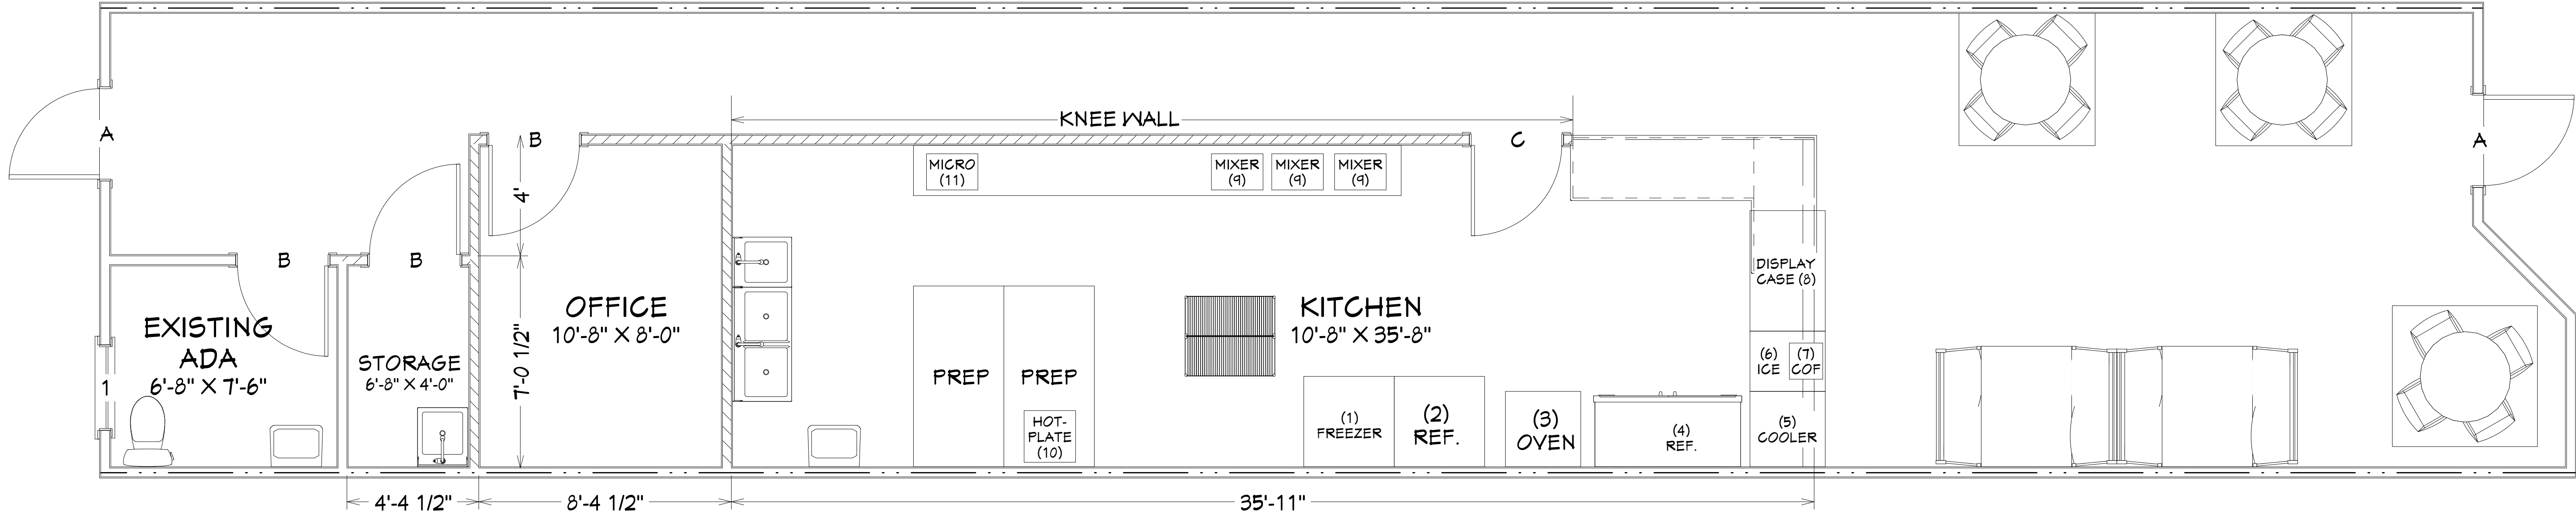 KNEE WALL
A
B
C
A
MICRO
(11)
MIXER
(9)
MIXER
(9)
MIXER
(9)
4'
B
B
DISPLAY
CASE (8)
EXISTING
ADA
6'-8" X 7'-6"
STORAGE
6'-8" X 4'-0"
OFFICE
10'-8" X 8'-0"
7'-0 1/2"
KITCHEN
10'-8" X 35'-8"
1
PREP
PREP
HOT-
PLATE
(10)
(1)
FREEZER
(2)
REF.
(3)
OVEN
(4)
REF.
(6)
ICE
(7)
COF
(5)
COOLER
4'-4 1/2"
8'-4 1/2"
35'-11"